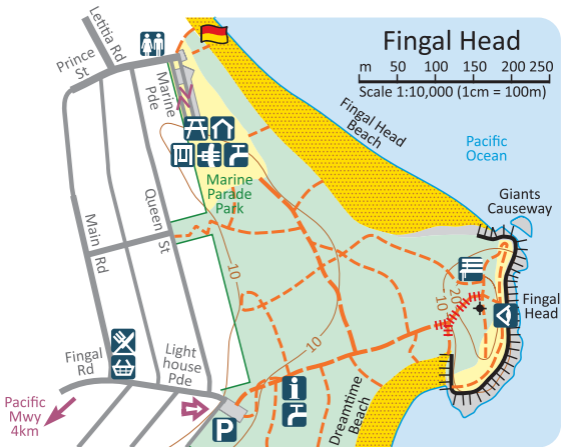 Fingal Head
m 50 100 150 200 250
Scale 1:10,000 (1cm = 100m)
Letitia Rd
Prince
St
Marine
Pde
Fingal Head
Beach
Pacific
Ocean
Marine
Parade
Park
Giants
Causeway
Queen St
Main
Rd
10
10
10
20
10
Fingal
Head
Fingal
Rd
Light
house
Pde
Pacific
Mwy
4km
i
P
Dreamtime
Beach